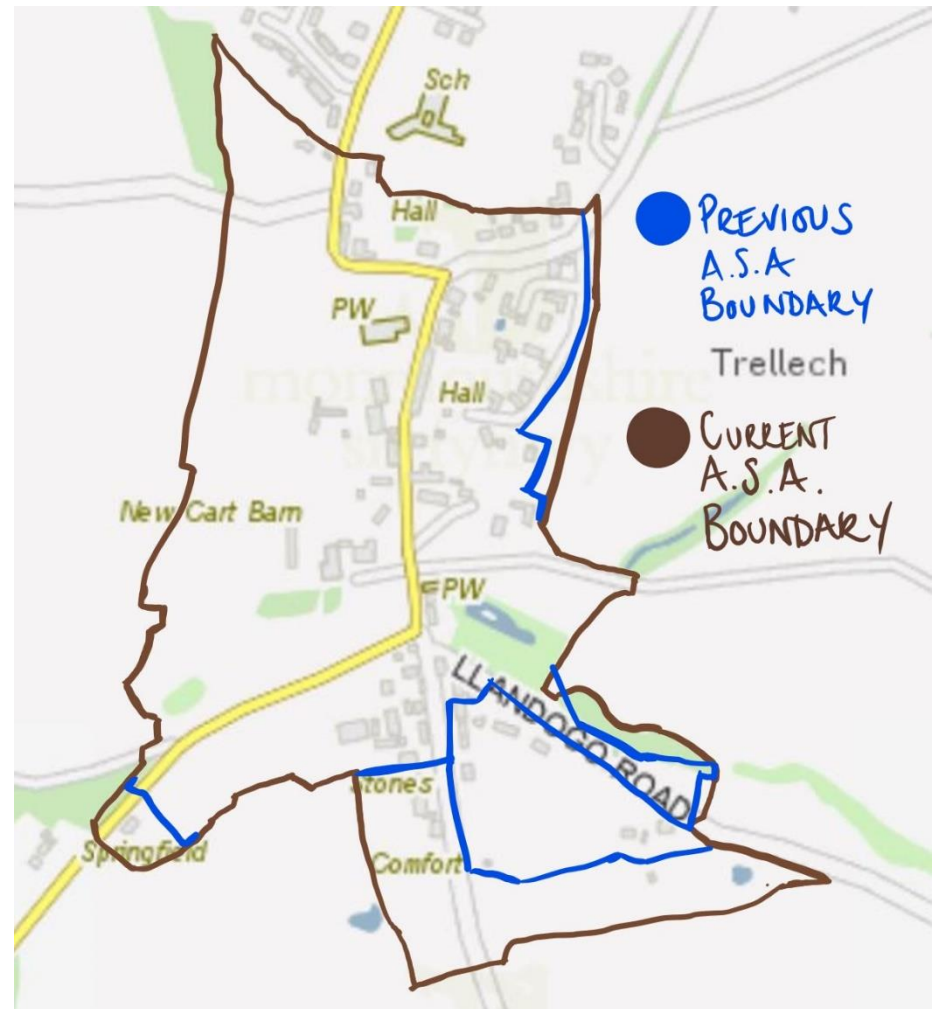 Sch
Hall
PREVIOUS
A.S.A
BOUNDARY
PW
Trellech
Hall
CURRENT
A.S.A.
BOUNDARY
New Cart Barn
PW
LLANDOGO ROAD
Stones
Springfield
Comfort